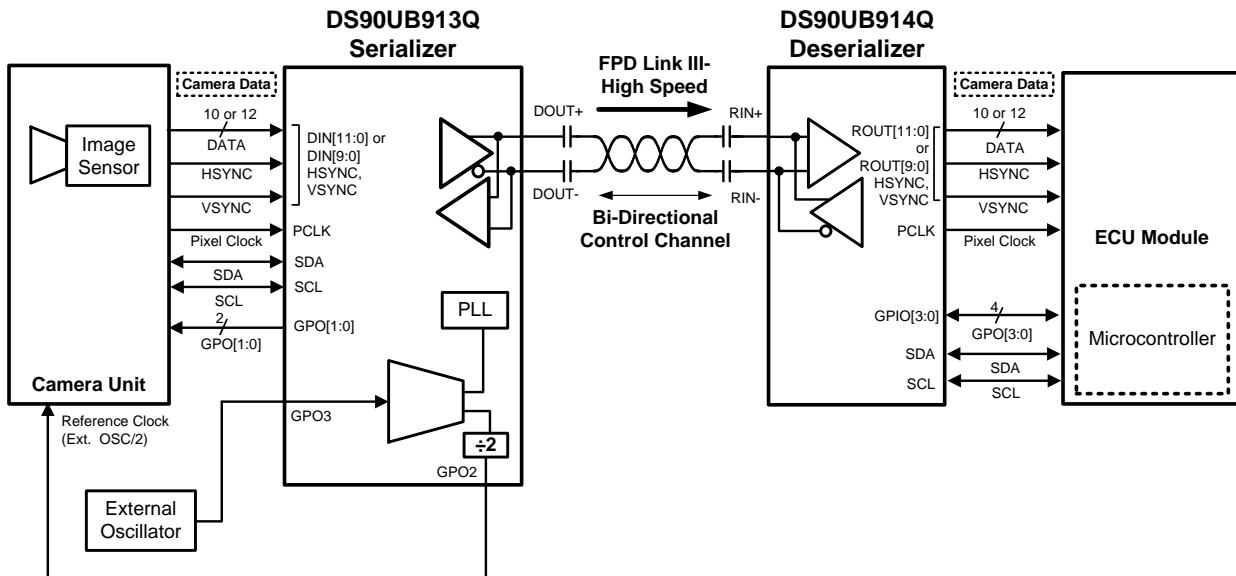 DS90UB913Q
Serializer
DS90UB914Q
Deserializer
Camera Data
FPD Link III-
High Speed
Camera Data
Image
Sensor
10 or 12
DATA
HSYNC
VSYNC
Pixel Clock
SDA
SCL
2
GPO[1:0]
Camera Unit
DIN[11:0] or
DIN[9:0]
HSYNC,
VSYNC
PCLK
SDA
SCL
GPO[1:0]
PLL
GPO3
÷2
GPO2
DOUT+
DOUT-
RIN+
RIN-
Bi-Directional
Control Channel
ROUT[11:0]
or
ROUT[9:0]
HSYNC,
VSYNC
PCLK
GPIO[3:0]
SDA
SCL
10 or 12
DATA
HSYNC
VSYNC
Pixel Clock
4
GPO[3:0]
SDA
SCL
ECU Module
Microcontroller
Reference Clock
(Ext. OSC/2)
External
Oscillator